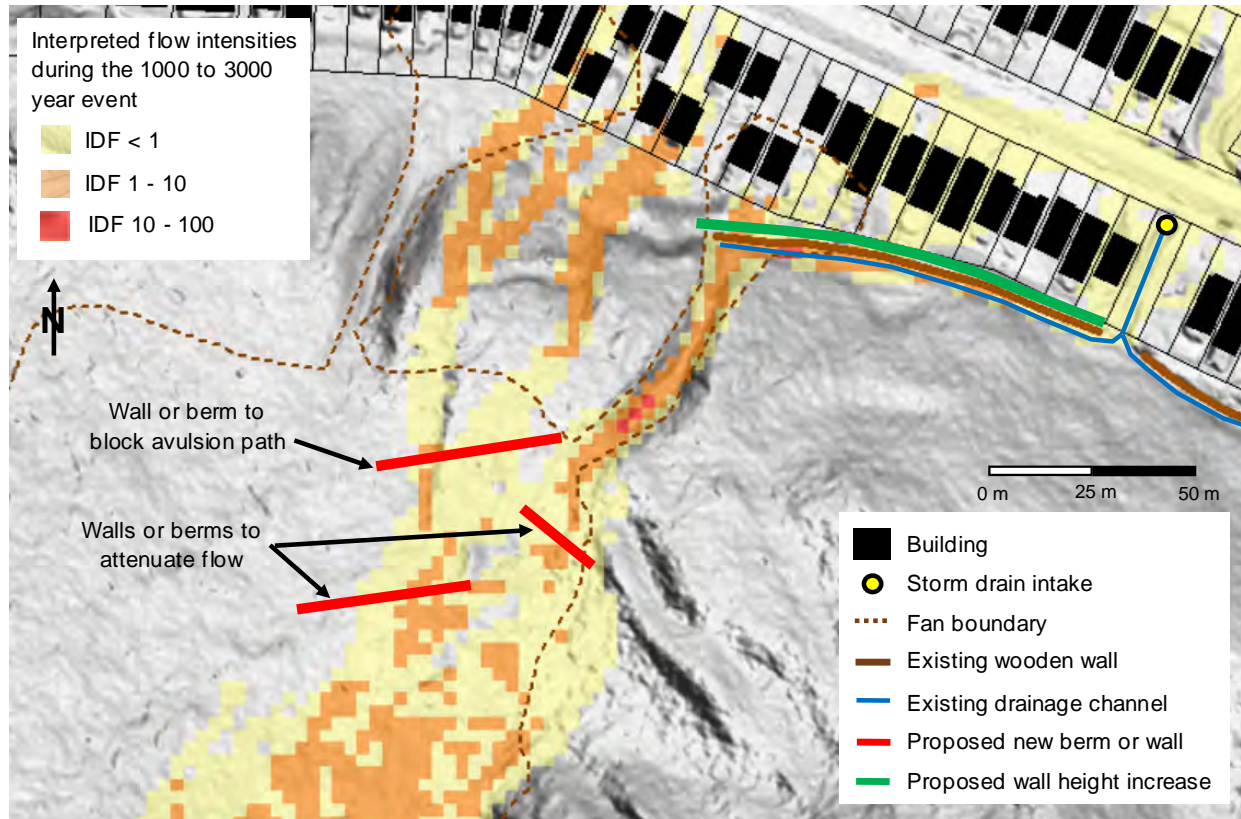 Interpreted flow intensities
during the 1000 to 3000
year event
IDF < 1
IDF 1 - 10
IDF 10 - 100
N
Wall or berm to
block avulsion path
Walls or berms to
attenuate flow
0 m
25 m
50 m
Building
Storm drain intake
Fan boundary
Existing wooden wall
Existing drainage channel
Proposed new berm or wall
Proposed wall height increase